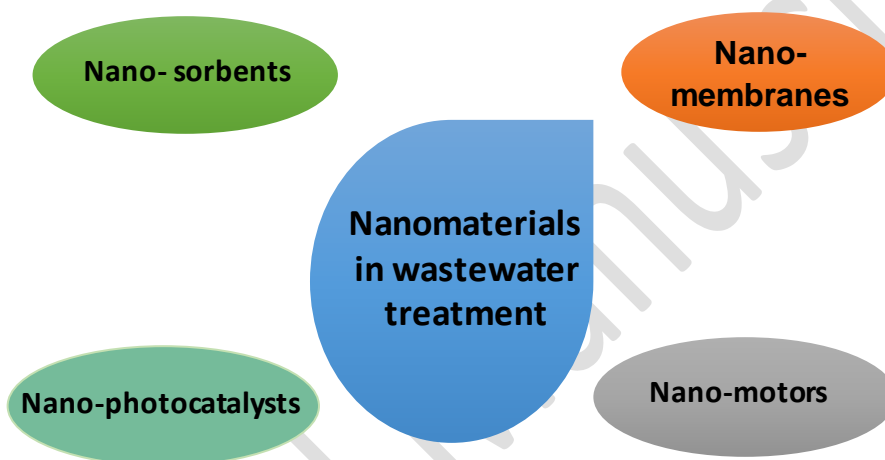 Nano- sorbents
Nano-
membranes
Nanomaterials
in wastewater
treatment
Nano-photocatalysts
Nano-motors